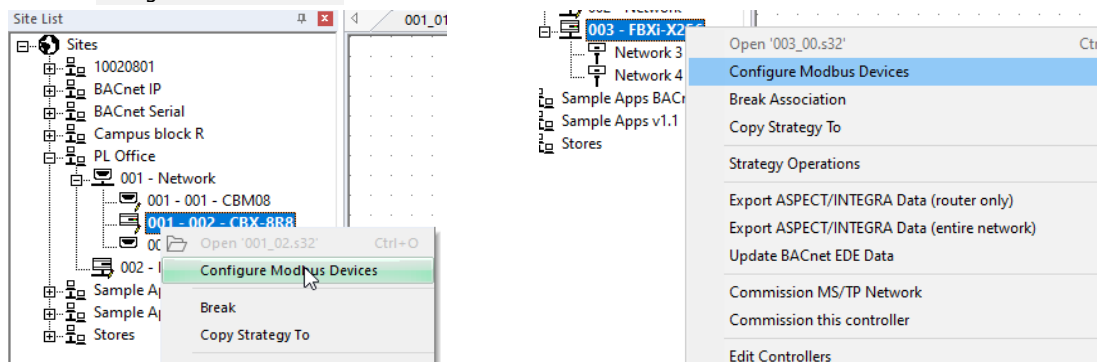 Site List
001_01
Sites
10020801
BACnet IP
BACnet Serial
Campus block R
PL Office
001 - Network
001 - 001 - CBM08
001 - 002 - CBX-8R8
Open '001_02.s32' Ctrl+O
002 -
Configure Modbus Devices
Sample
Sample
Break
Stores
Copy Strategy To
003 - FBXi-X256
Open '003_00.s32' Ctr
Network 3
Network 4
Configure Modbus Devices
Sample Apps BACn
Break Association
Sample Apps v1.1
Copy Strategy To
Stores
Strategy Operations
Export ASPECT/INTEGRA Data (router only)
Export ASPECT/INTEGRA Data (entire network)
Update BACnet EDE Data
Commission MS/TP Network
Commission this controller
Edit Controllers